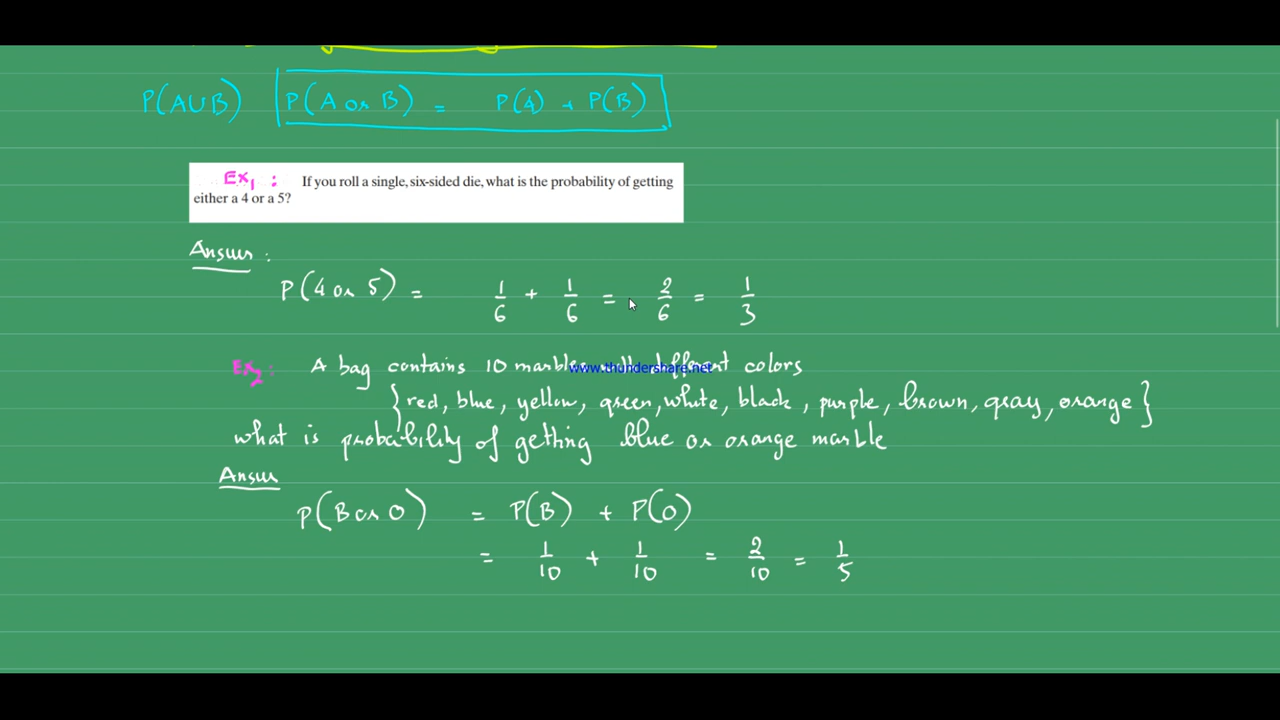 P(A∪B) P(A or B) = P(A) + P(B)
Ex1 : If you roll a single, six-sided die, what is the probability of getting
either a 4 or a 5?
Answer :
P(4 or 5) = 1/6 + 1/6 = 2/6 = 1/3
Ex2: A bag contains 10 marbles with different colors
www.thundershare.net
{red, blue, yellow, green, white, black, purple, brown, gray, orange}
what is probability of getting blue or orange marble
Answer
P(B or O) = P(B) + P(O)
= 1/10 + 1/10 = 2/10 = 1/5